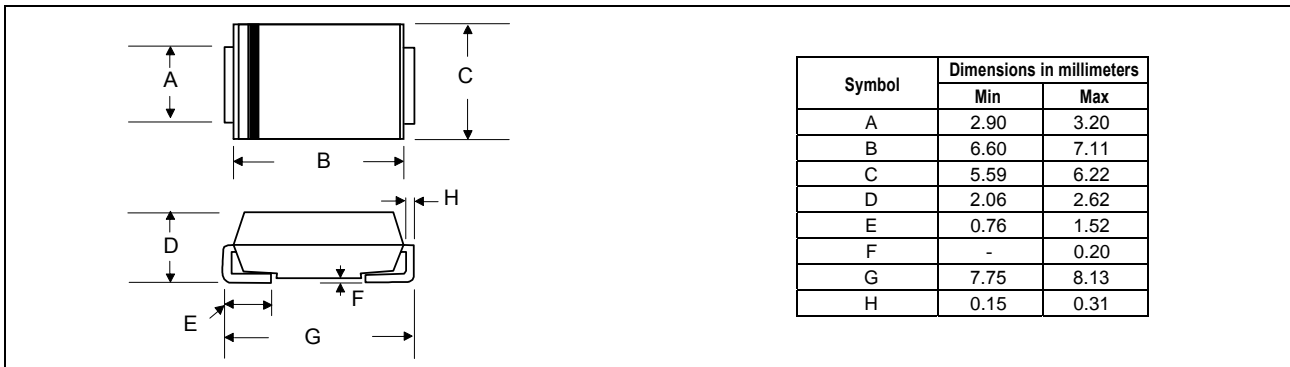 A
C
B
H
D
F
E
G
Symbol Dimensions in millimeters
Min Max
A 2.90 3.20
B 6.60 7.11
C 5.59 6.22
D 2.06 2.62
E 0.76 1.52
F - 0.20
G 7.75 8.13
H 0.15 0.31